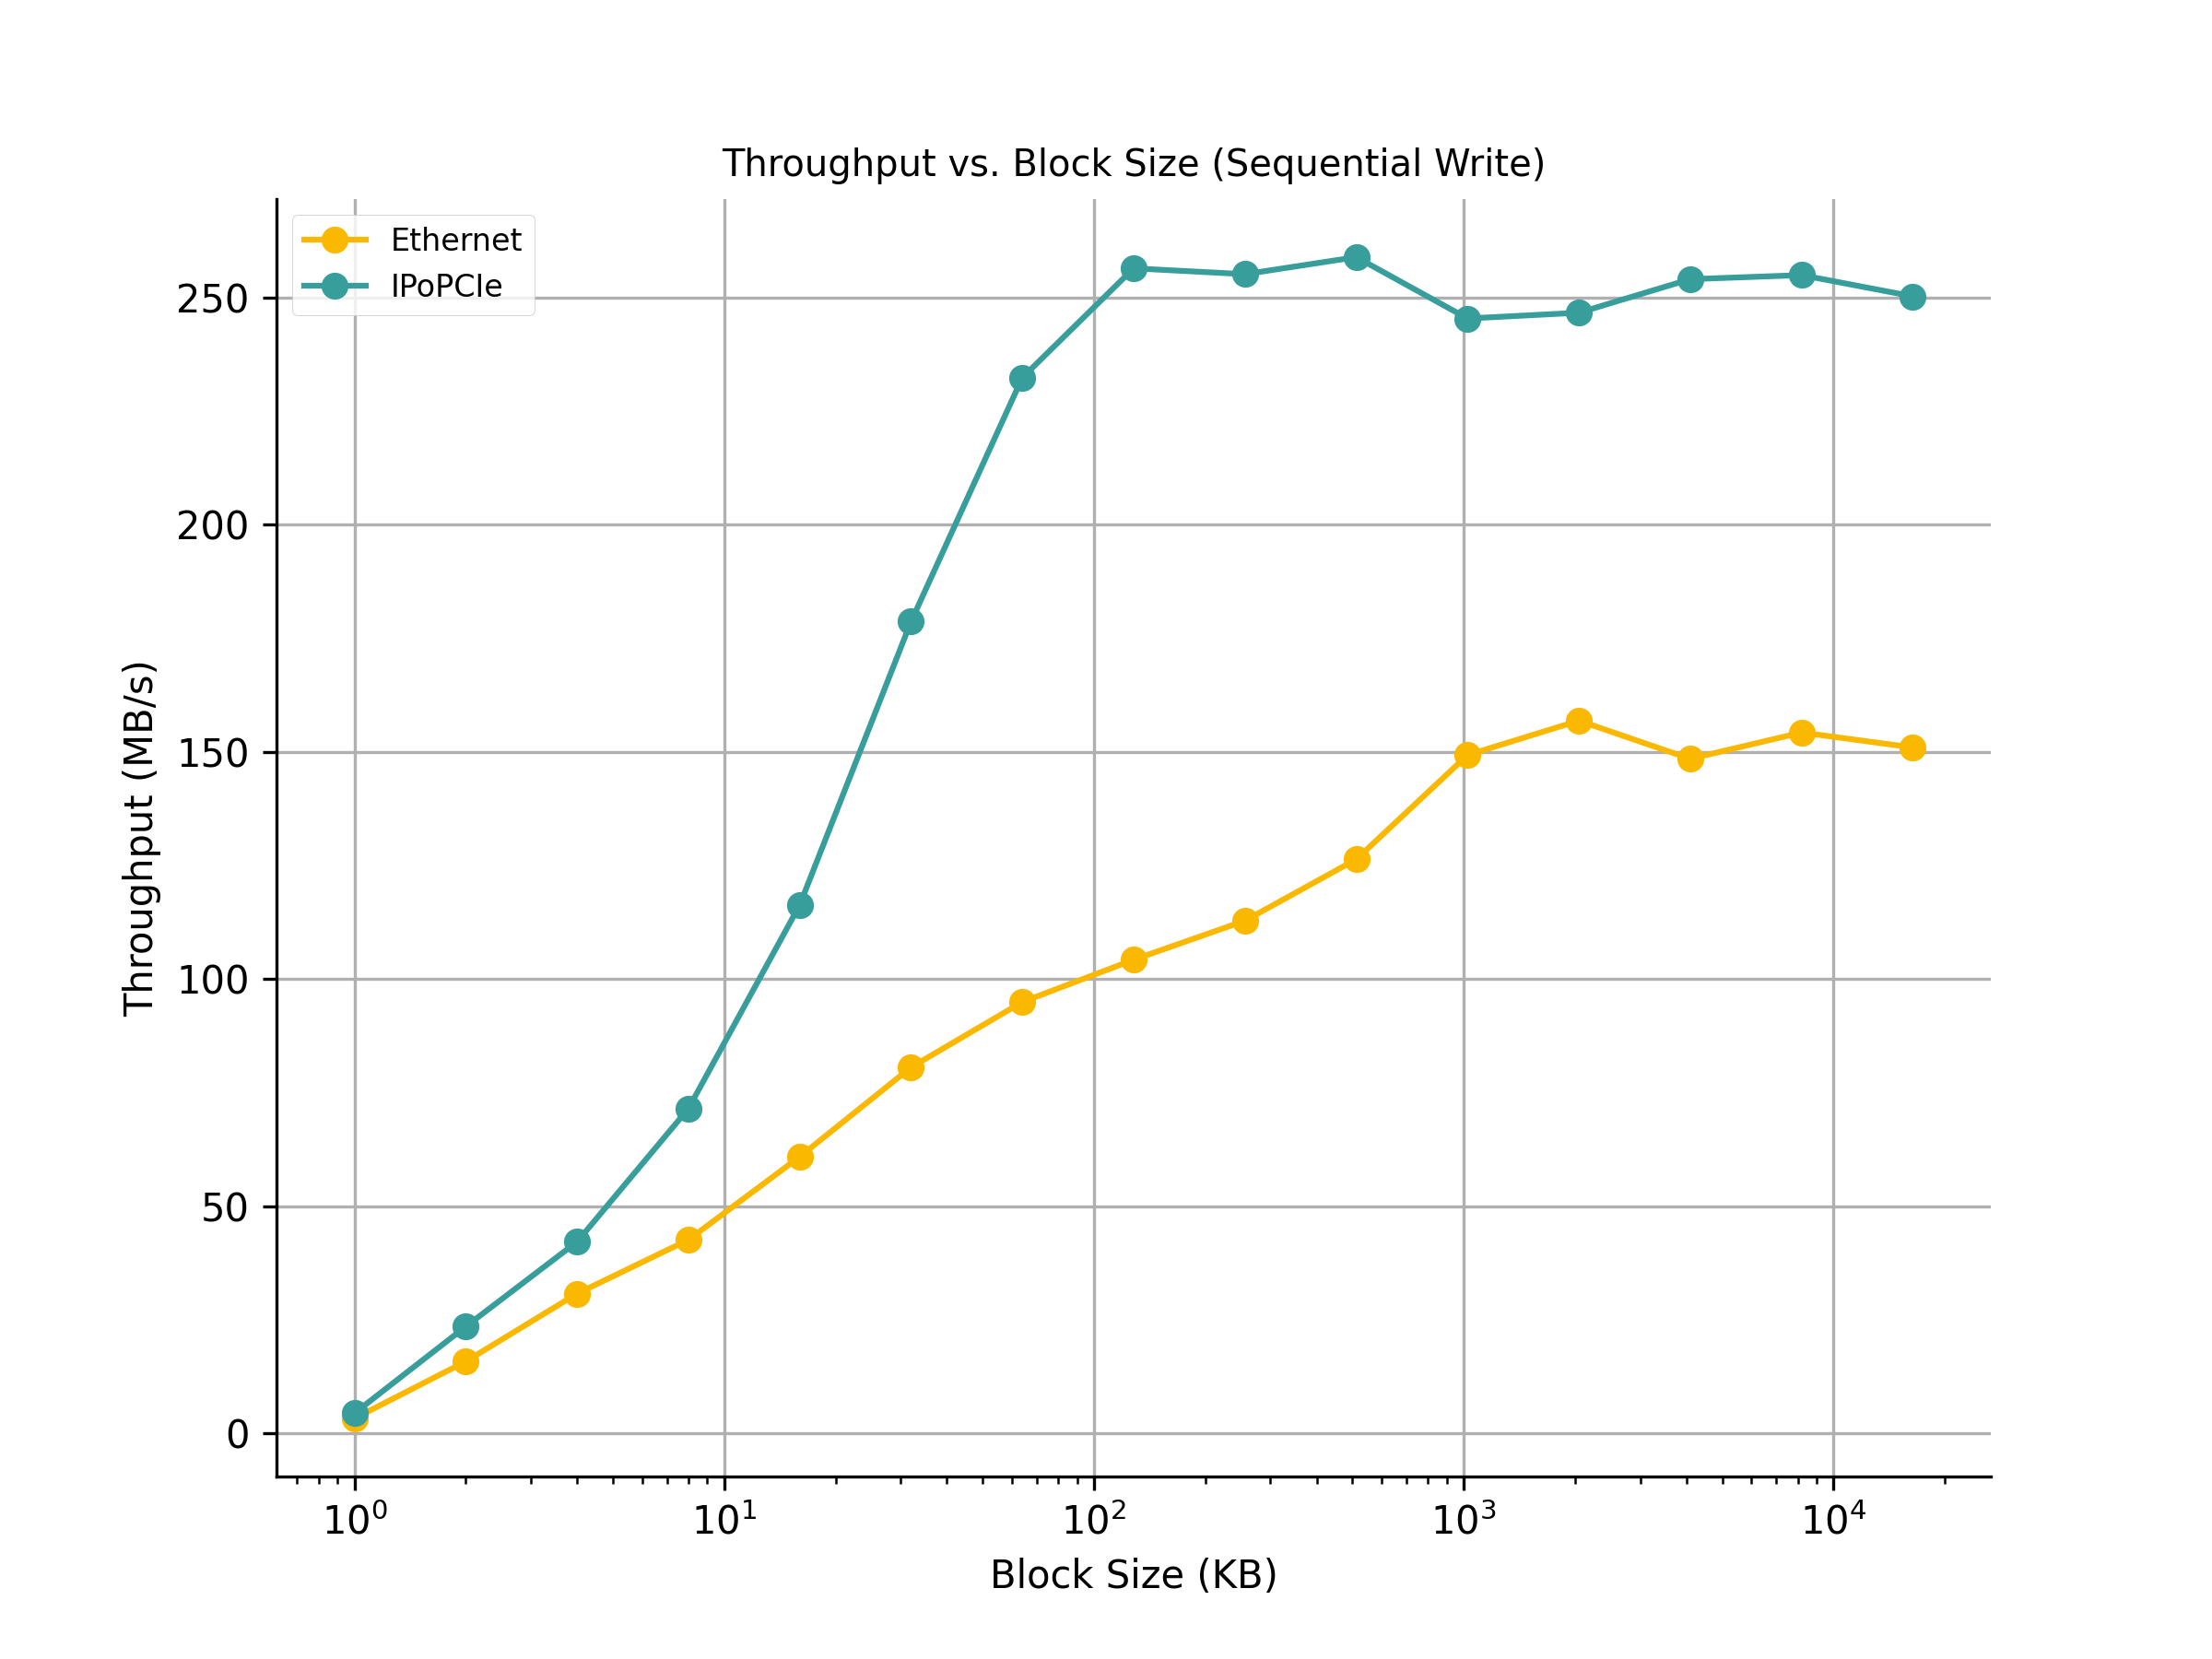 Throughput vs. Block Size (Sequential Write)
Ethernet
IPoPCIe
250
200
150
100
50
0
Throughput (MB/s)
10⁰ 10¹ 10² 10³ 10⁴
Block Size (KB)